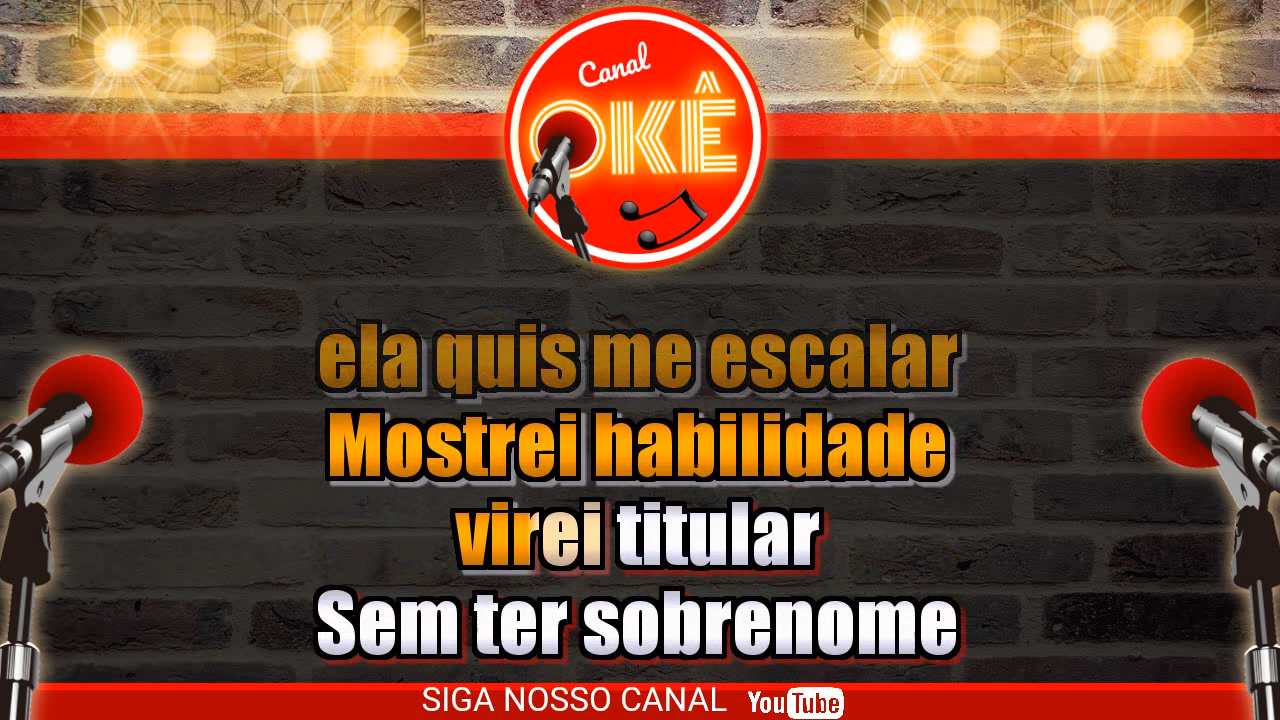 Canal
OKÊ
ela quis me escalar
Mostrei habilidade
virei titular
Sem ter sobrenome
SIGA NOSSO CANAL YouTube